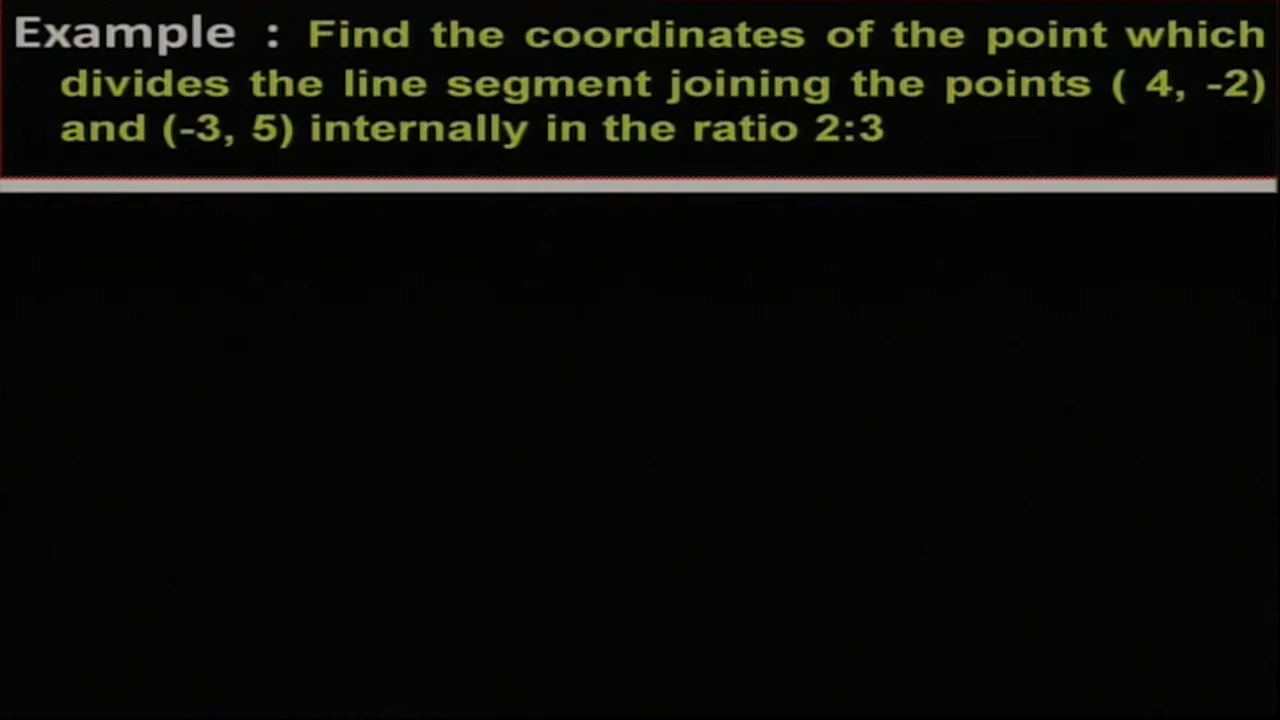 Example : Find the coordinates of the point which
divides the line segment joining the points ( 4, -2)
and (-3, 5) internally in the ratio 2:3